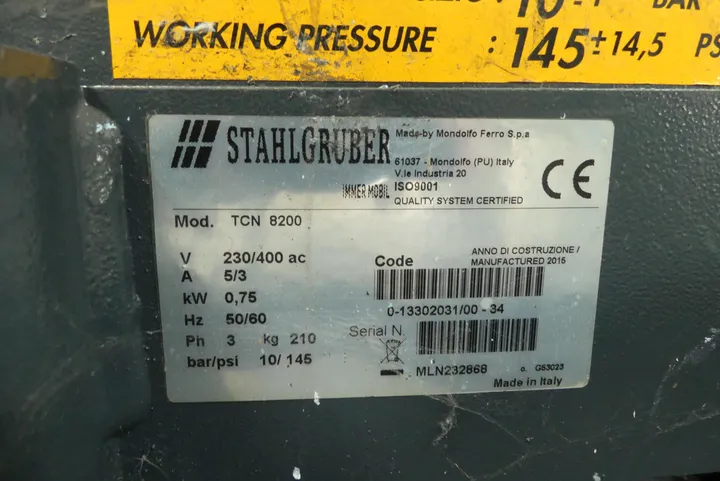 10 BAR
WORKING PRESSURE : 145±14,5 PS
STAHLGRUBER
IMMER MOBIL
Made by Mondolfo Ferro S.p.a
61037 - Mondolfo (PU) Italy
V.le Industria 20
ISO9001
QUALITY SYSTEM CERTIFIED
CE
Mod. TCN 8200
V 230/400 ac
A 5/3
kW 0,75
Hz 50/60
Ph 3 kg 210
bar/psi 10/145
Code
ANNO DI COSTRUZIONE /
MANUFACTURED 2015
0-13302031/00 - 34
Serial N.
MLN232868
o. G53023
Made in Italy